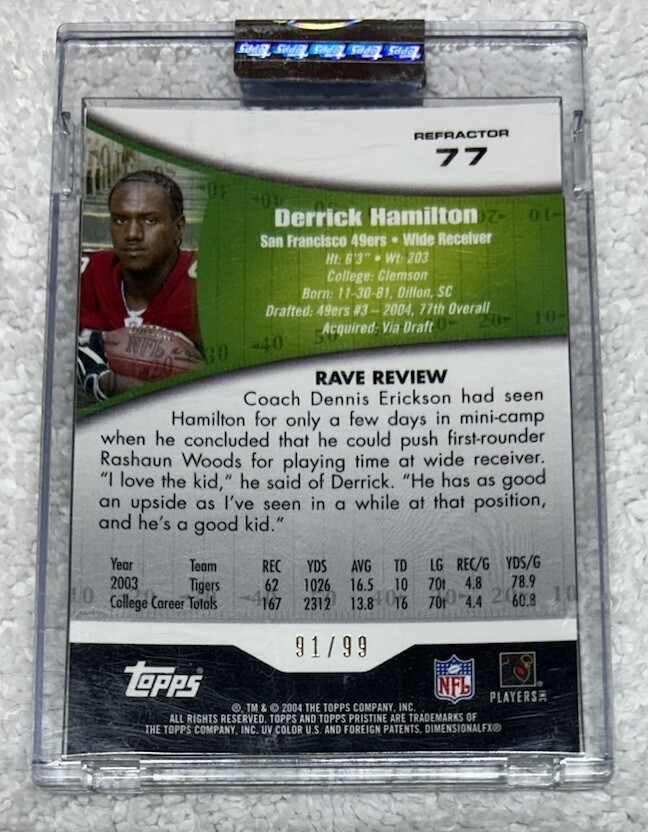 Topps Topps Topps Topps Topps
REFRACTOR
77
Derrick Hamilton
San Francisco 49ers • Wide Receiver
Ht: 6'3" • Wt: 203
College: Clemson
Born: 11-30-81, Dillon, SC
Drafted: 49ers #3 – 2004, 77th Overall
Acquired: Via Draft
NFL
RAVE REVIEW
Coach Dennis Erickson had seen
Hamilton for only a few days in mini-camp
when he concluded that he could push first-rounder
Rashaun Woods for playing time at wide receiver.
"I love the kid," he said of Derrick. "He has as good
an upside as I've seen in a while at that position,
and he's a good kid."
Year Team REC YDS AVG TD LG REC/G YDS/G
2003 Tigers 62 1026 16.5 10 70t 4.8 78.9
College Career Totals 167 2312 13.8 16 70t 4.4 60.8
91/99
Topps
NFL
PLAYERS INC
®, TM & © 2004 THE TOPPS COMPANY, INC.
ALL RIGHTS RESERVED. TOPPS AND TOPPS PRISTINE ARE TRADEMARKS OF
THE TOPPS COMPANY, INC. UV COLOR U.S. AND FOREIGN PATENTS, DIMENSIONALFX®